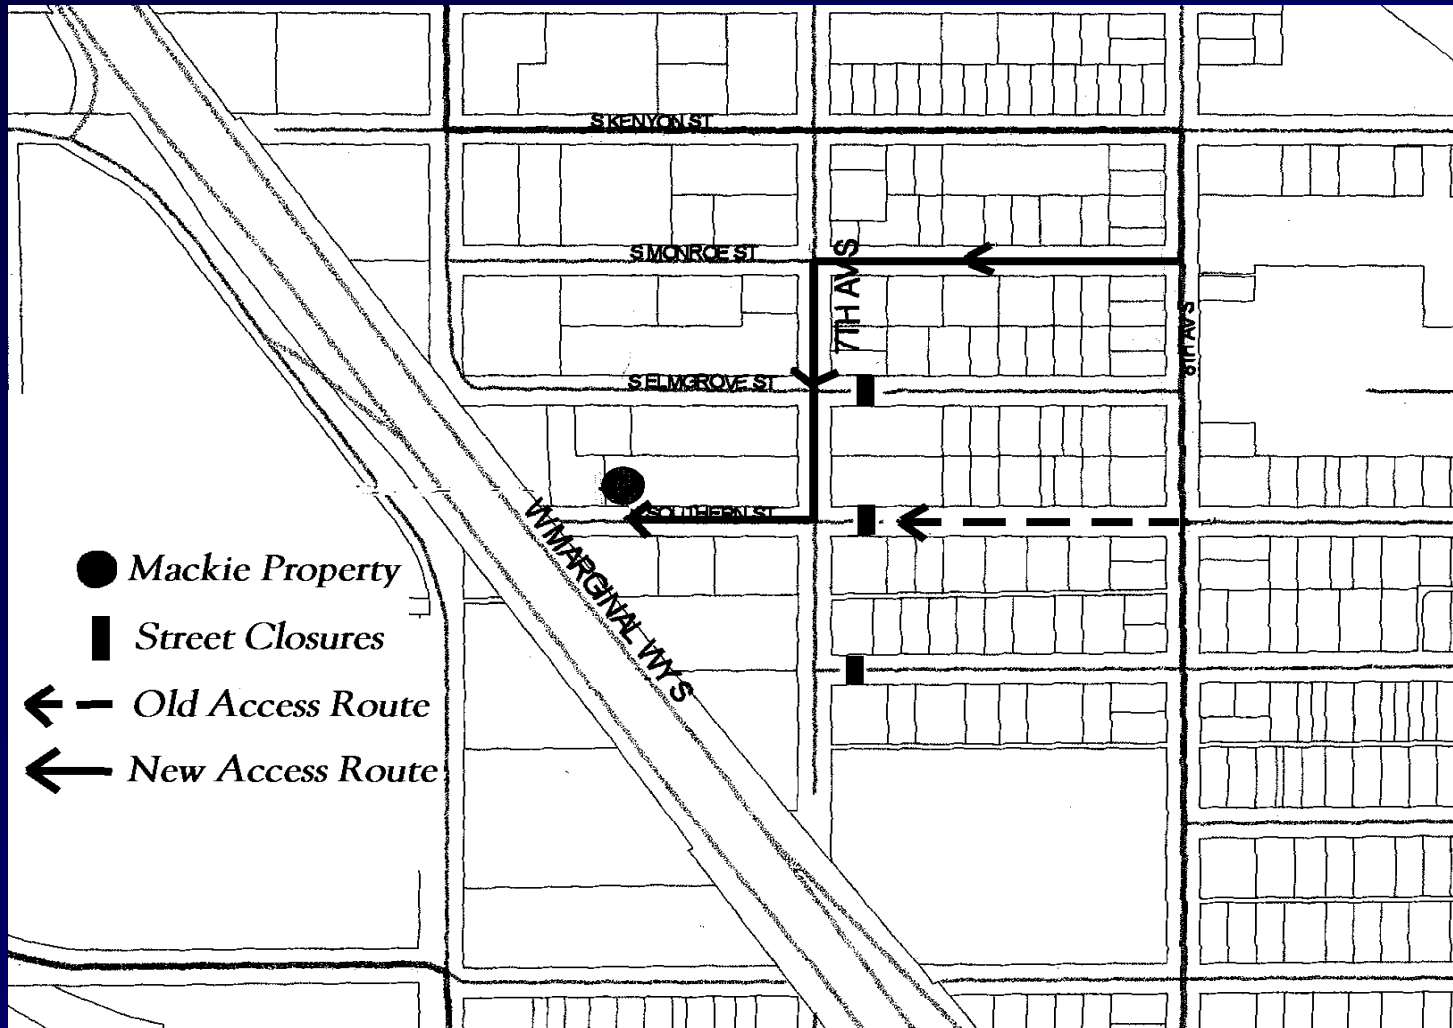 S KENYON ST
S MONROE ST
7TH AV S
8TH AV S
S ELMGROVE ST
SOUTHERN ST
W MARGINAL WY S
Mackie Property
Street Closures
Old Access Route
New Access Route